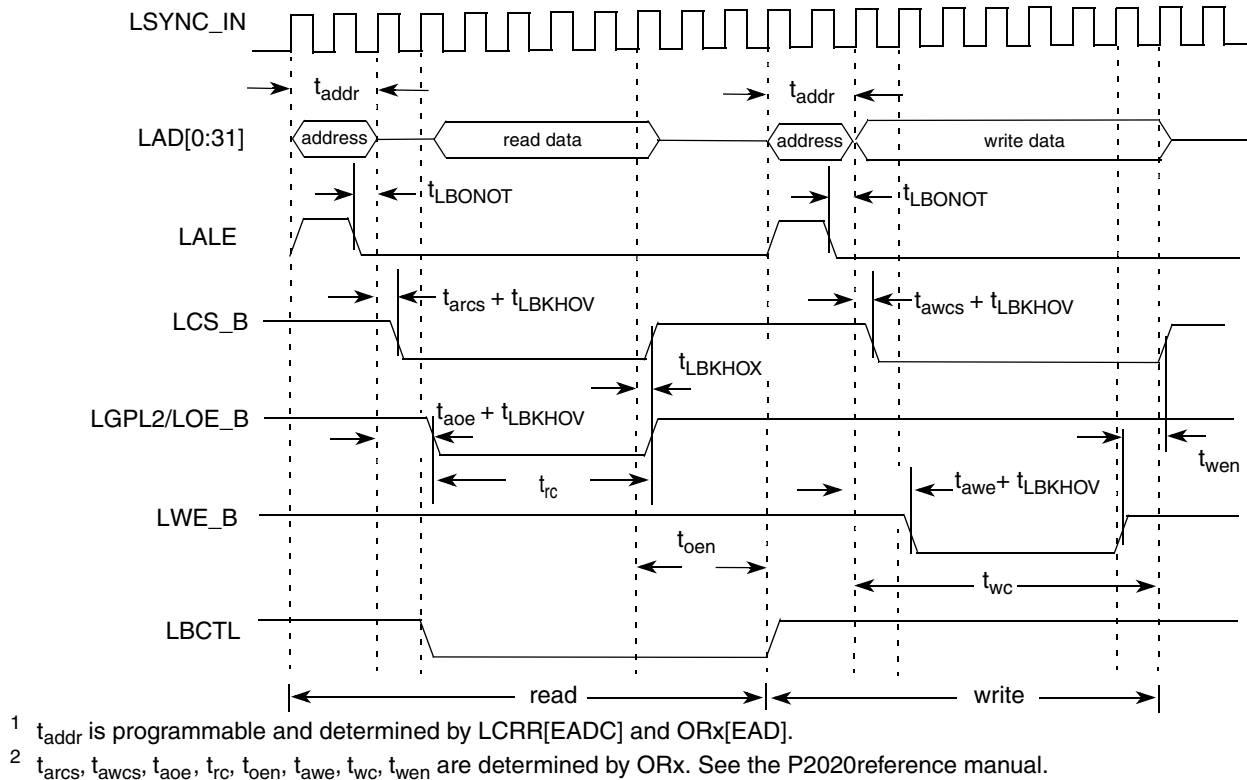 LSYNC_IN
t_addr t_addr
LAD[0:31] address read data address write data
t_LBONOT t_LBONOT
LALE
t_arcs + t_LBKHOV t_awcs + t_LBKHOV
LCS_B
t_LBKHOX
LGPL2/LOE_B t_aoe + t_LBKHOV
t_wen
t_rc t_awe+ t_LBKHOV
LWE_B
t_oen
t_wc
LBCTL
read write
1 t_addr is programmable and determined by LCRR[EADC] and ORx[EAD].
2 t_arcs, t_awcs, t_aoe, t_rc, t_oen, t_awe, t_wc, t_wen are determined by ORx. See the P2020reference manual.